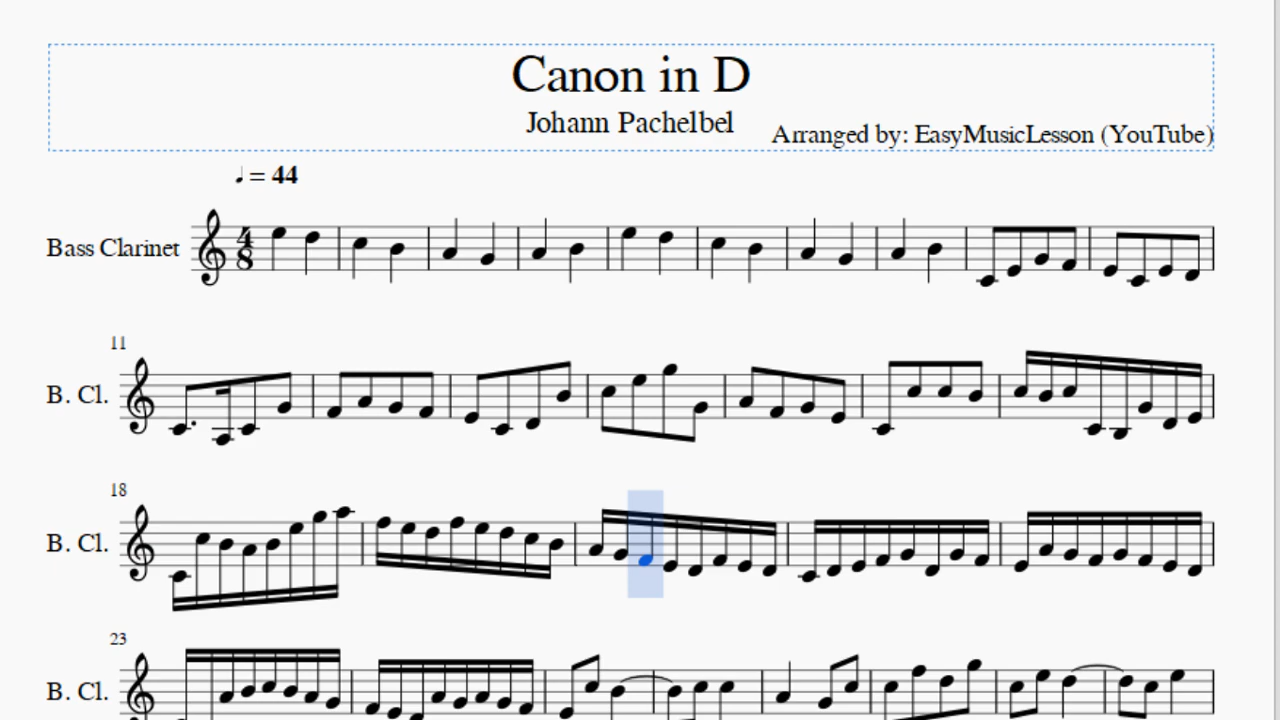 Canon in D
Johann Pachelbel
Arranged by: EasyMusicLesson (YouTube)
♩ = 44
Bass Clarinet
4
8
11
B. Cl.
18
B. Cl.
23
B. Cl.